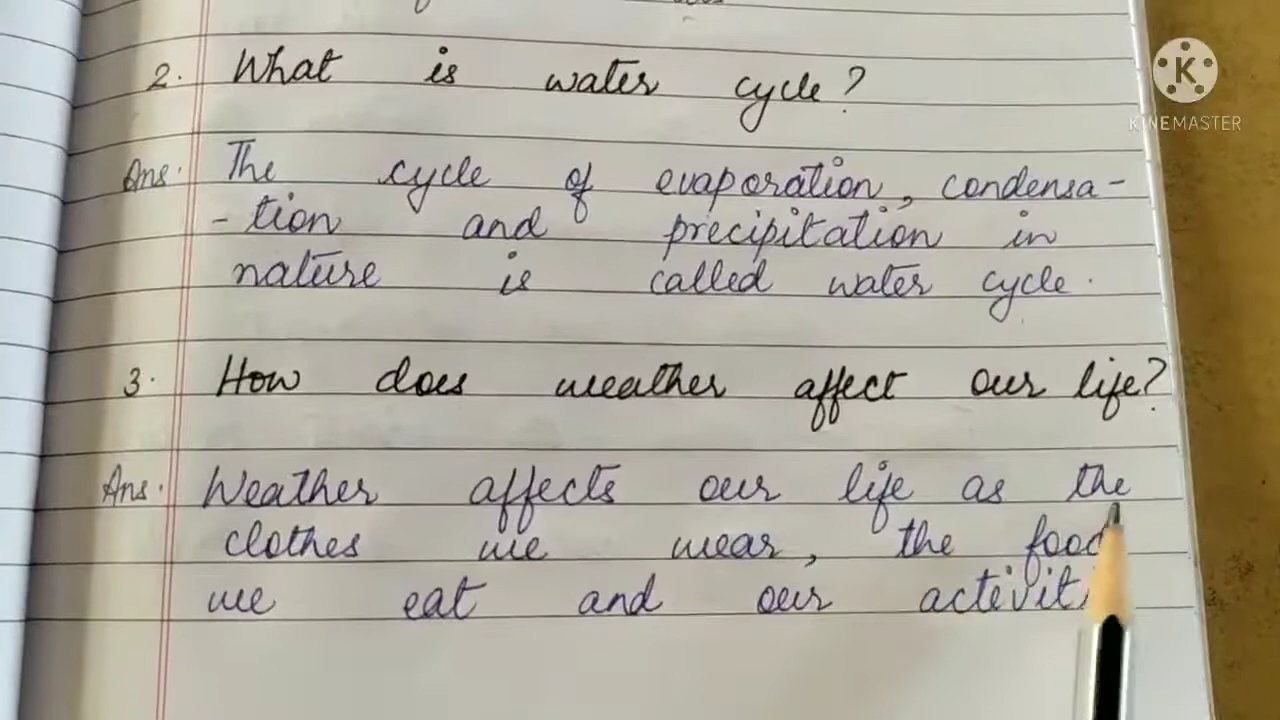 2. What is water cycle?
Ans. The cycle of evaporation, condensa-
-tion and precipitation in
nature is called water cycle.
3. How does weather affect our life?
Ans. Weather affects our life as the
clothes we wear, the food
we eat and our
K
KINEMASTER